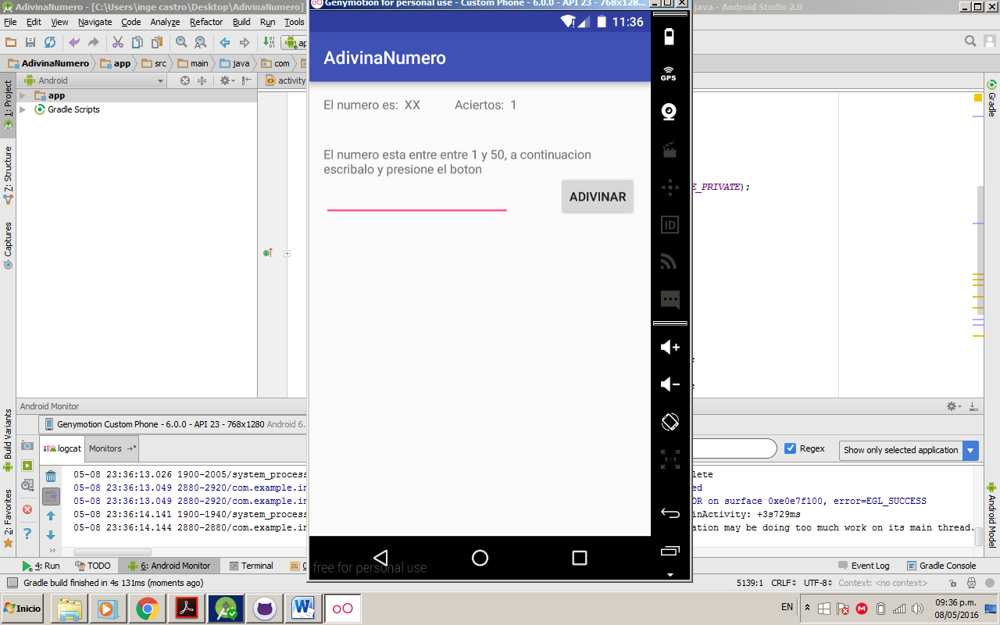 AdivinaNumero - [C:\Users\inge castro\Desktop\AdivinaNumero]
Genymotion for personal use - Custom Phone - 6.0.0 - API 23 - 768x128...
java - Android Studio 2.0
File Edit View Navigate Code Analyze Refactor Build Run Tools
11:36
AdivinaNumero app src main java com
AdivinaNumero
Android
activity
1: Project
app
Gradle Scripts
Gradle
El numero es: XX Aciertos: 1
GPS
7: Structure
El numero esta entre entre 1 y 50, a continuacion
escribalo y presione el boton
E_PRIVATE);
ADIVINAR
ID
Captures
;
;
Android Monitor
Genymotion Custom Phone - 6.0.0 - API 23 - 768x1280 Android 6.
Build Variants
logcat Monitors
Regex
Show only selected application
1:1
05-08 23:36:13.026 1900-2005/system_process
lete
05-08 23:36:13.049 2880-2920/com.example.in
ed
05-08 23:36:13.049 2880-2920/com.example.in
OR on surface 0xe0e7f100, error=EGL_SUCCESS
05-08 23:36:14.141 1900-1940/system_process
inActivity: +3s729ms
05-08 23:36:14.144 2880-2880/com.example.in
ation may be doing too much work on its main thread.
2: Favorites
Android Model
free for personal use
4: Run TODO 6: Android Monitor Terminal
Event Log Gradle Console
Gradle build finished in 4s 131ms (moments ago)
5139:1 CRLF UTF-8 Context: <no context>
Inicio
EN
09:36 p.m.
08/05/2016